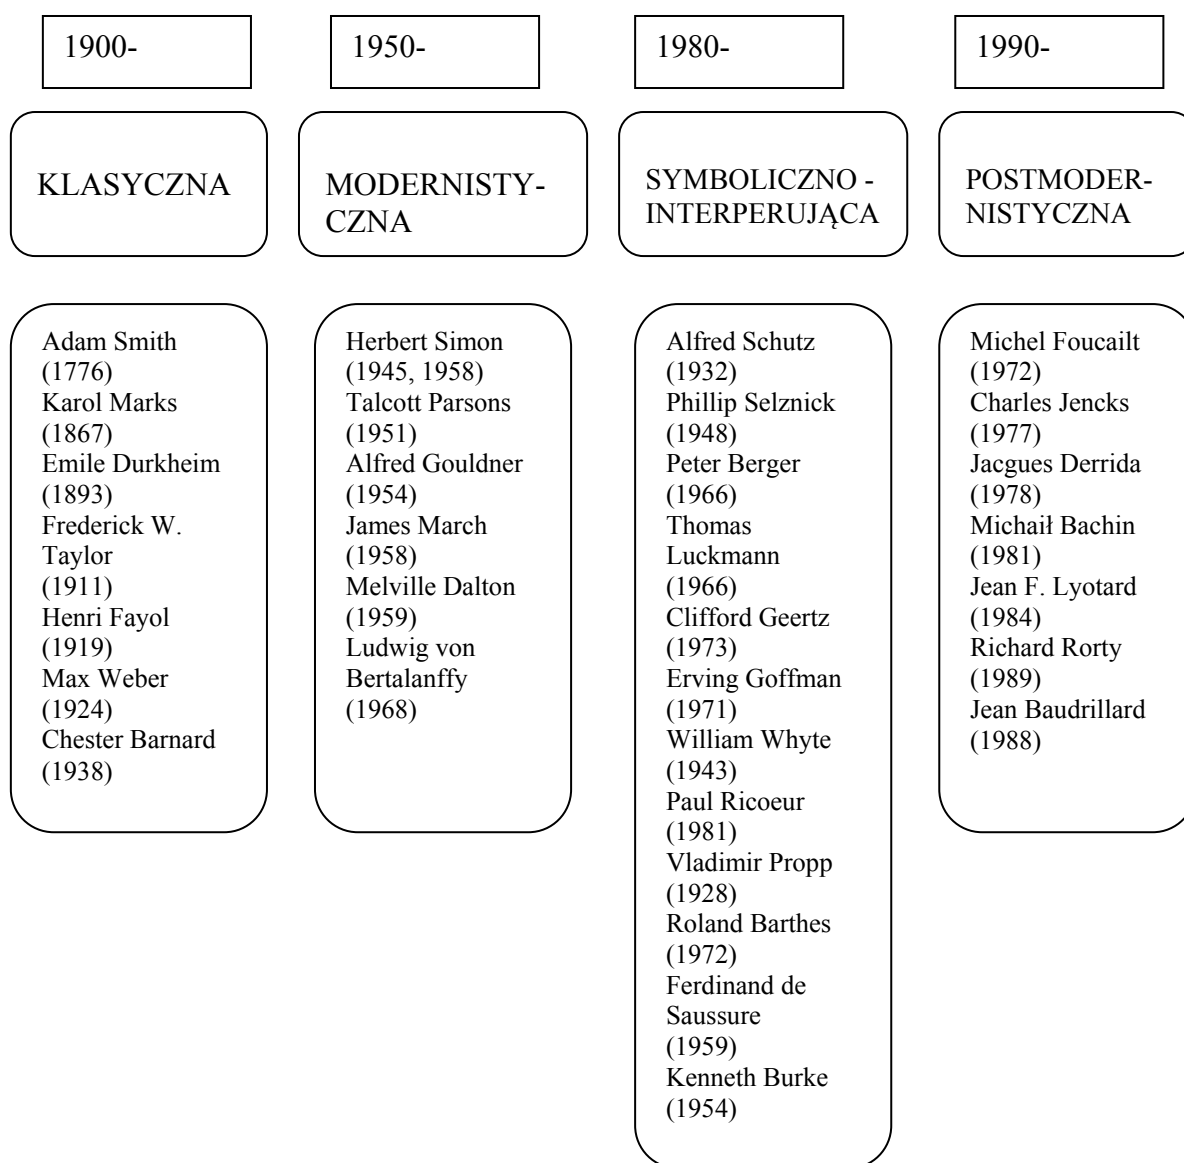 1900-
1950-
1980-
1990-
KLASYCZNA
MODERNISTY-
CZNA
SYMBOLICZNO -
INTERPERUJĄCA
POSTMODER-
NISTYCZNA
Adam Smith
(1776)
Karol Marks
(1867)
Emile Durkheim
(1893)
Frederick W.
Taylor
(1911)
Henri Fayol
(1919)
Max Weber
(1924)
Chester Barnard
(1938)
Herbert Simon
(1945, 1958)
Talcott Parsons
(1951)
Alfred Gouldner
(1954)
James March
(1958)
Melville Dalton
(1959)
Ludwig von
Bertalanffy
(1968)
Alfred Schutz
(1932)
Phillip Selznick
(1948)
Peter Berger
(1966)
Thomas
Luckmann
(1966)
Clifford Geertz
(1973)
Erving Goffman
(1971)
William Whyte
(1943)
Paul Ricoeur
(1981)
Vladimir Propp
(1928)
Roland Barthes
(1972)
Ferdinand de
Saussure
(1959)
Kenneth Burke
(1954)
Michel Foucailt
(1972)
Charles Jencks
(1977)
Jacgues Derrida
(1978)
Michaił Bachin
(1981)
Jean F. Lyotard
(1984)
Richard Rorty
(1989)
Jean Baudrillard
(1988)